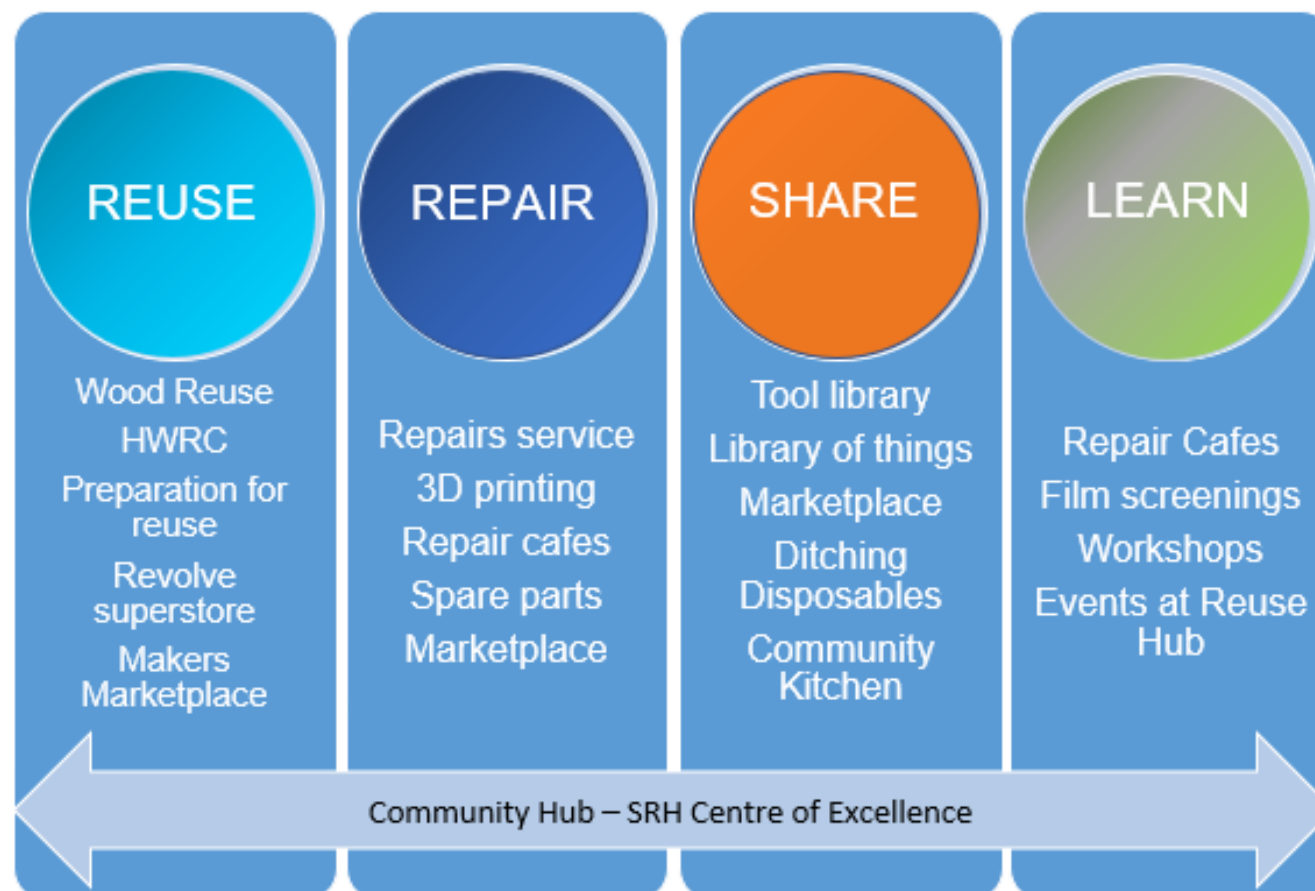 REUSE
Wood Reuse
HWRC
Preparation for
reuse
Revolve
superstore
Makers
Marketplace
REPAIR
Repairs service
3D printing
Repair cafes
Spare parts
Marketplace
SHARE
Tool library
Library of things
Marketplace
Ditching
Disposables
Community
Kitchen
LEARN
Repair Cafes
Film screenings
Workshops
Events at Reuse
Hub
Community Hub – SRH Centre of Excellence